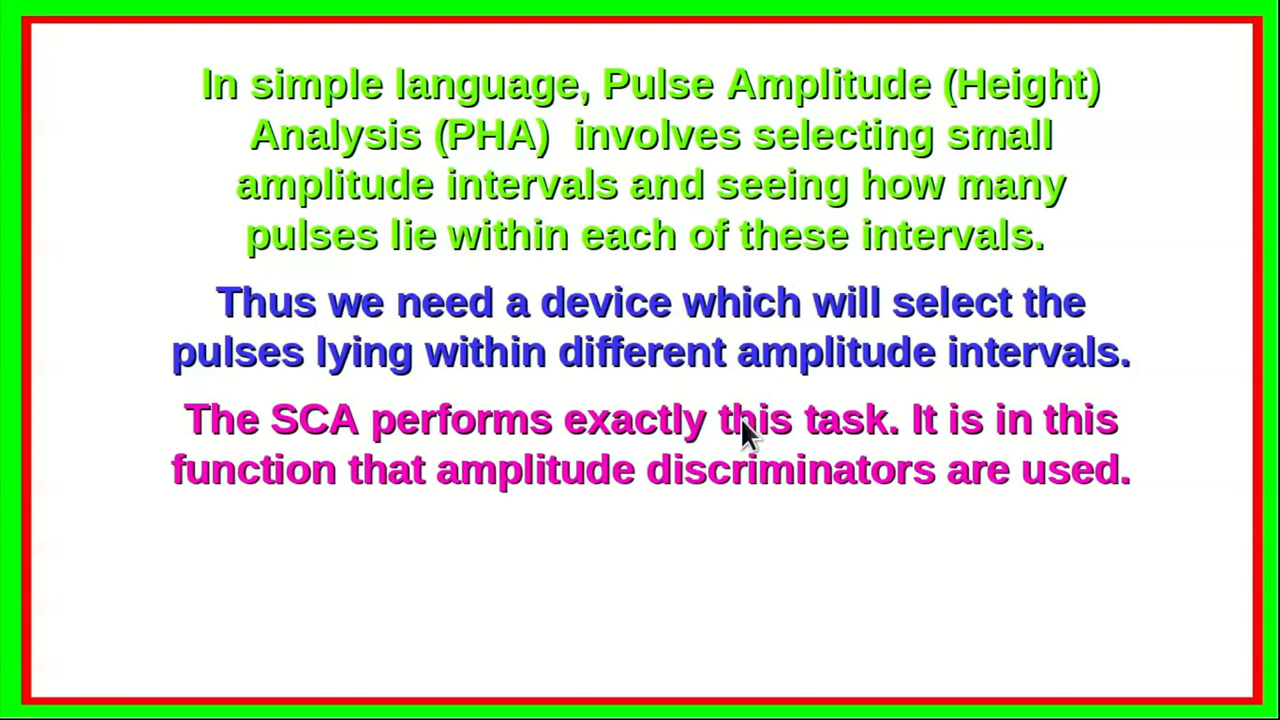 In simple language, Pulse Amplitude (Height)
Analysis (PHA)  involves selecting small
amplitude intervals and seeing how many
pulses lie within each of these intervals.
Thus we need a device which will select the
pulses lying within different amplitude intervals.
The SCA performs exactly this task. It is in this
function that amplitude discriminators are used.